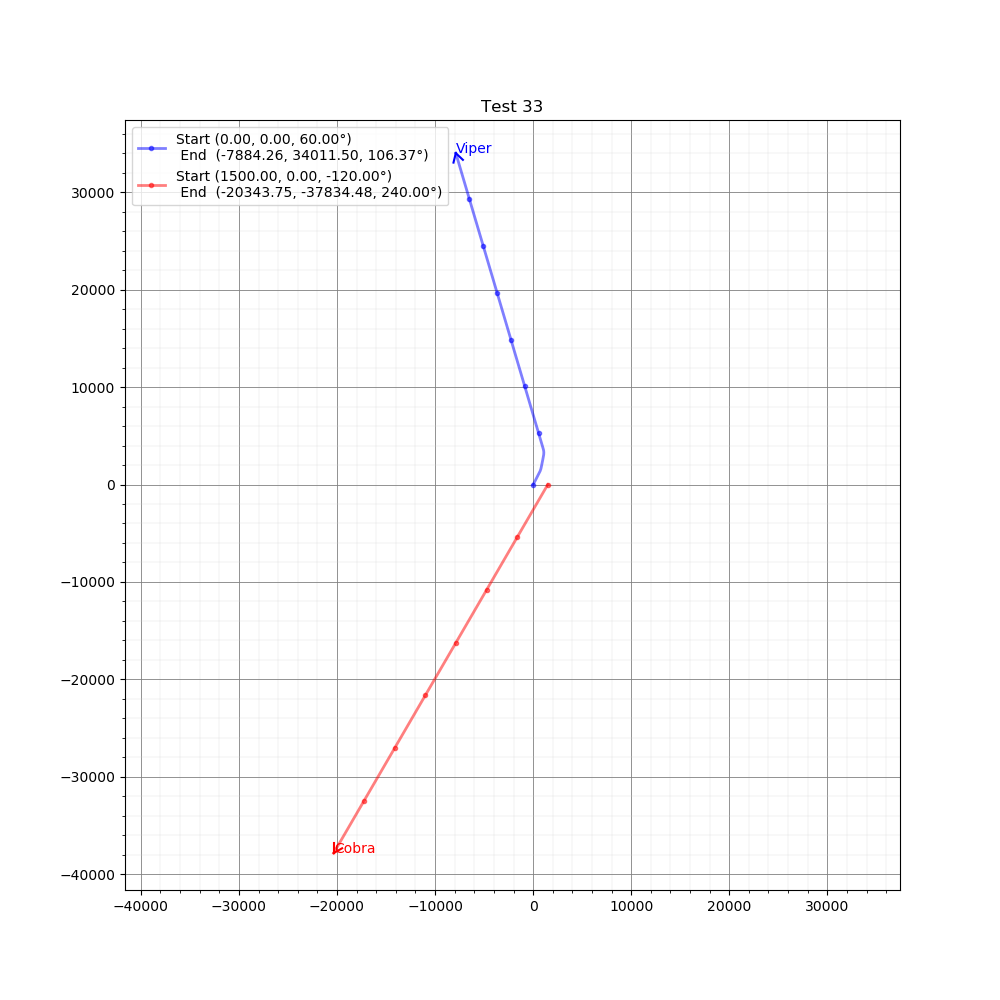 Test 33
Start (0.00, 0.00, 60.00°)
End (-7884.26, 34011.50, 106.37°)
Start (1500.00, 0.00, -120.00°)
End (-20343.75, -37834.48, 240.00°)
Viper
30000
20000
10000
0
−10000
−20000
−30000
Cobra
−40000
−40000 −30000 −20000 −10000 0 10000 20000 30000